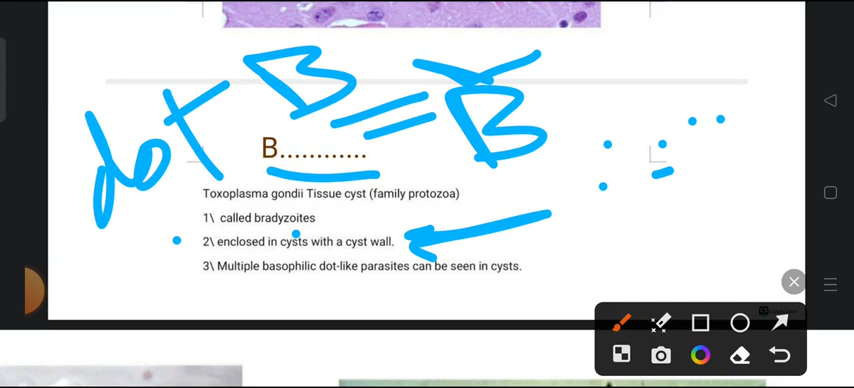 dot B = B
B............
Toxoplasma gondii Tissue cyst (family protozoa)
1\ called bradyzoites
2\ enclosed in cysts with a cyst wall.
3\ Multiple basophilic dot-like parasites can be seen in cysts.